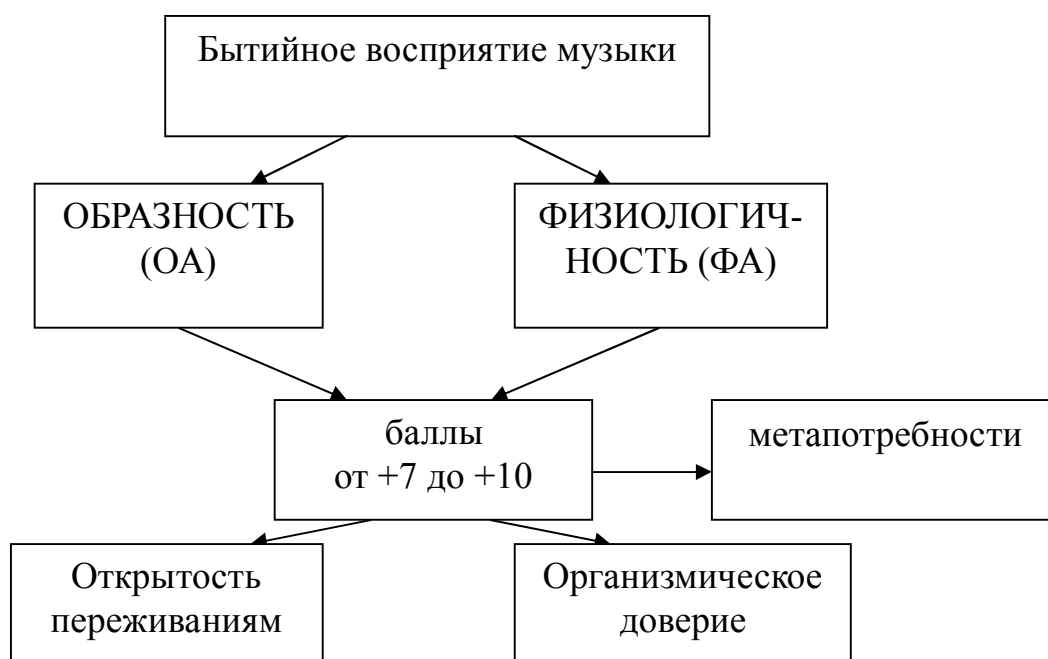 Бытийное восприятие музыки
ОБРАЗНОСТЬ
(ОА)
ФИЗИОЛОГИЧ-
НОСТЬ (ФА)
баллы
от +7 до +10
метапотребности
Открытость
переживаниям
Организмическое
доверие